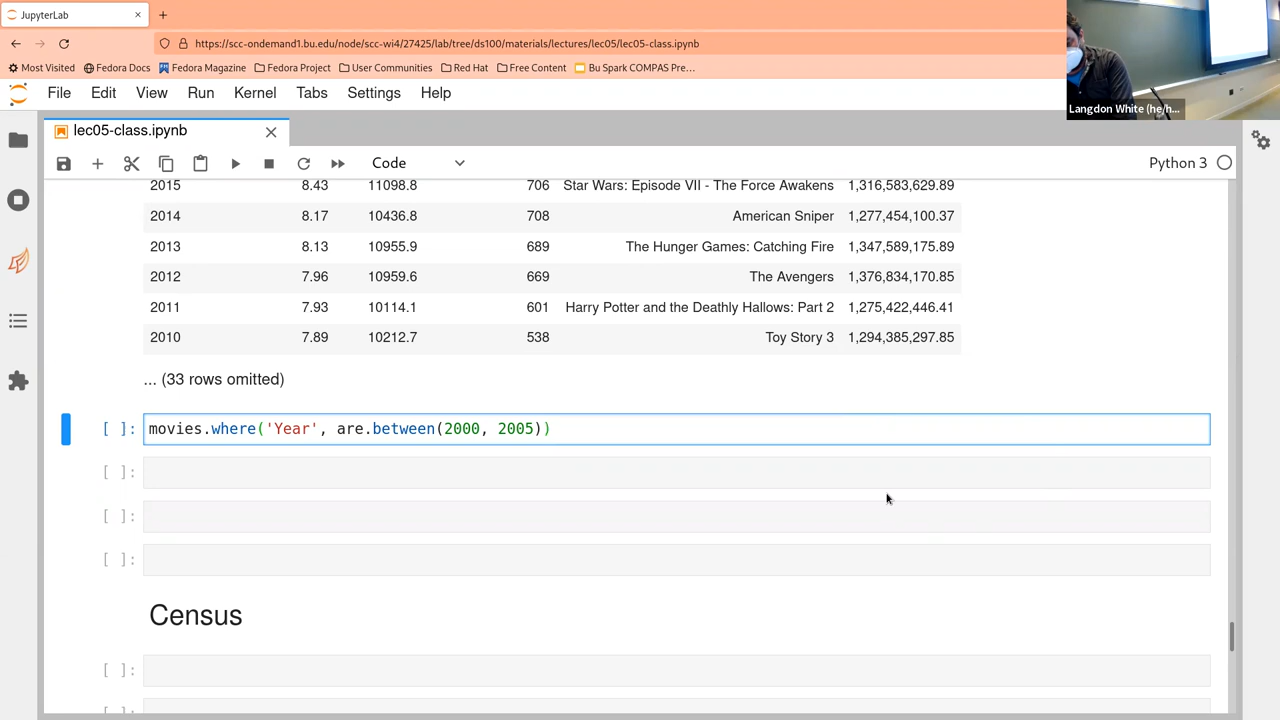 JupyterLab
https://scc-ondemand1.bu.edu/node/scc-wi4/27425/lab/tree/ds100/materials/lectures/lec05/lec05-class.ipynb
Most Visited Fedora Docs Fedora Magazine Fedora Project User Communities Red Hat Free Content Bu Spark COMPAS Pre…
File Edit View Run Kernel Tabs Settings Help
Langdon White (he/h...
lec05-class.ipynb
Code Python 3
2015 8.43 11098.8 706 Star Wars: Episode VII - The Force Awakens 1,316,583,629.89
2014 8.17 10436.8 708 American Sniper 1,277,454,100.37
2013 8.13 10955.9 689 The Hunger Games: Catching Fire 1,347,589,175.89
2012 7.96 10959.6 669 The Avengers 1,376,834,170.85
2011 7.93 10114.1 601 Harry Potter and the Deathly Hallows: Part 2 1,275,422,446.41
2010 7.89 10212.7 538 Toy Story 3 1,294,385,297.85
... (33 rows omitted)
[ ]: movies.where('Year', are.between(2000, 2005))
[ ]:
[ ]:
[ ]:
Census
[ ]:
[ ]: